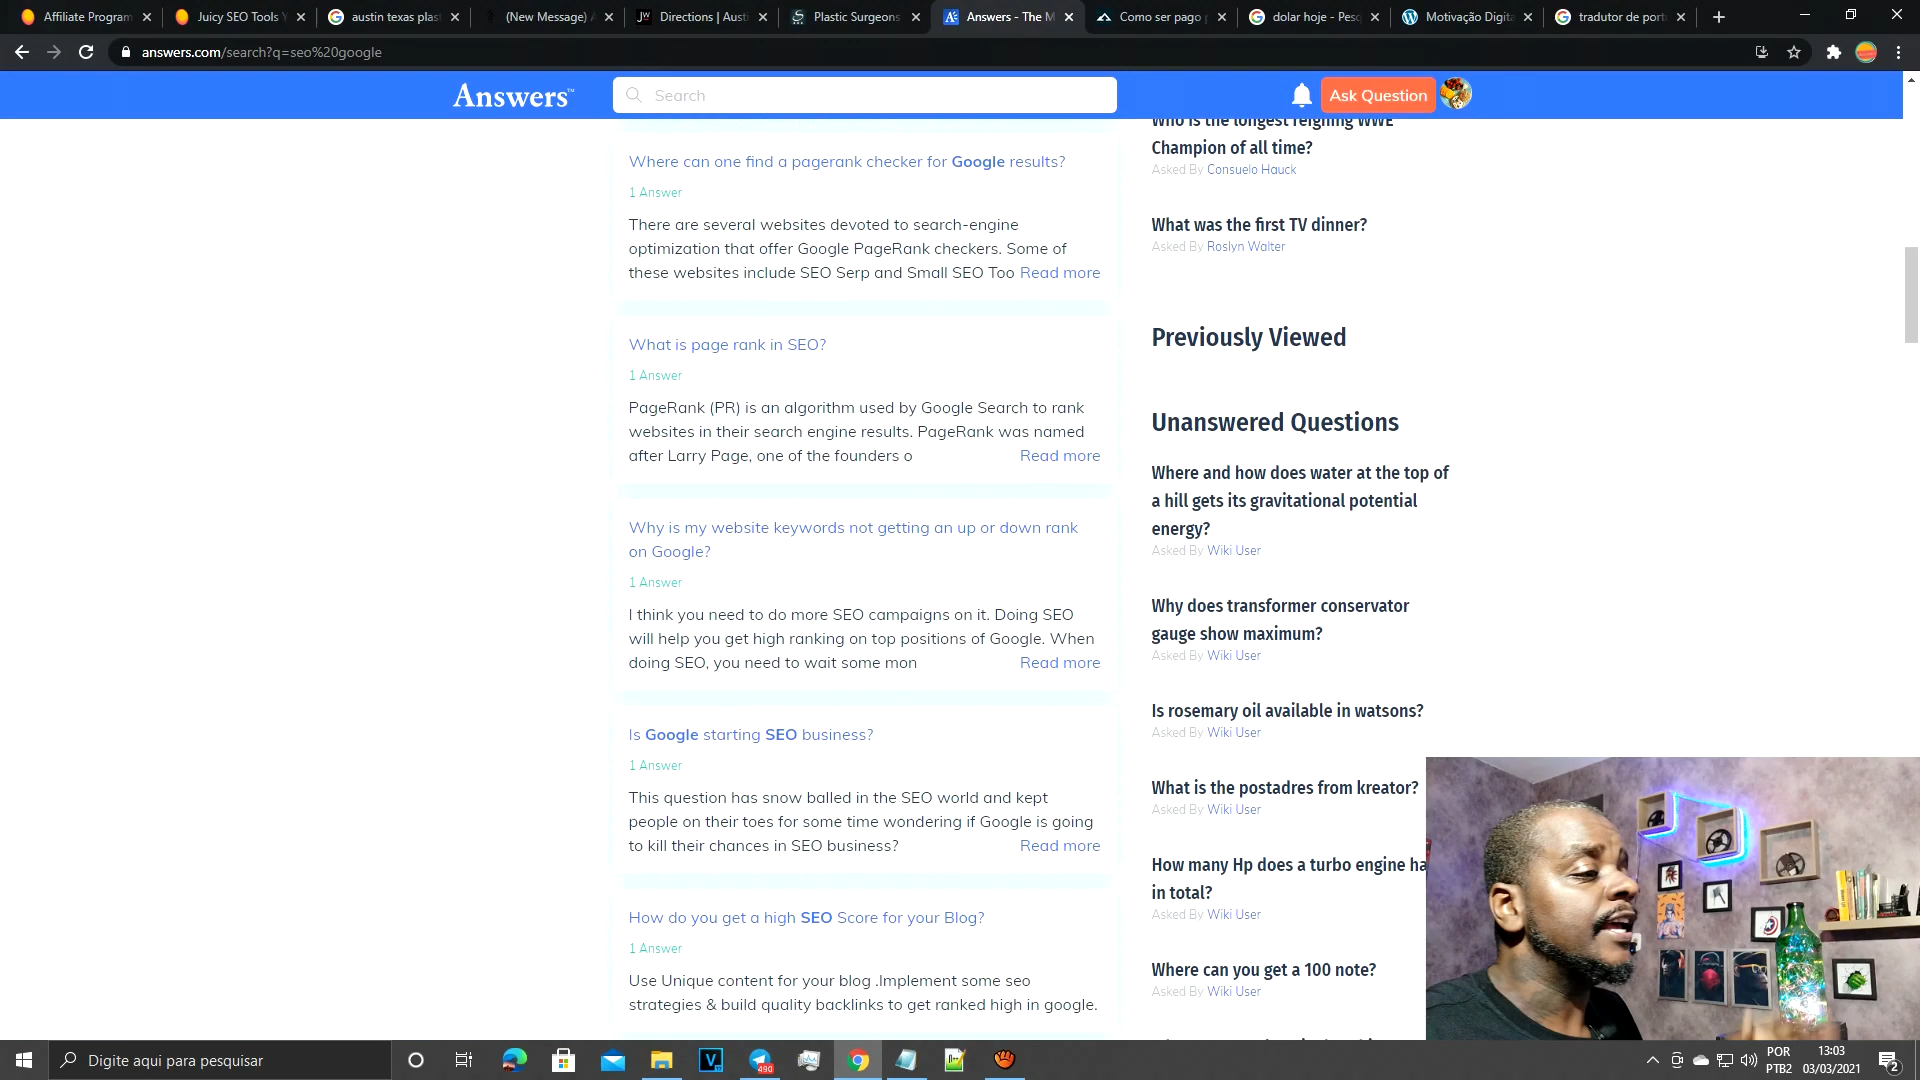 Affiliate Program
Juicy SEO Tools
austin texas plas
(New Message)
Directions | Aust
Plastic Surgeons
Answers - The M
Como ser pago
dolar hoje - Pesq
Motivação Digita
tradutor de port
answers.com/search?q=seo%20google
Answers™
Search
Ask Question
Where can one find a pagerank checker for Google results?
1 Answer
There are several websites devoted to search-engine
optimization that offer Google PageRank checkers. Some of
these websites include SEO Serp and Small SEO Too Read more
What is page rank in SEO?
1 Answer
PageRank (PR) is an algorithm used by Google Search to rank
websites in their search engine results. PageRank was named
after Larry Page, one of the founders o Read more
Why is my website keywords not getting an up or down rank
on Google?
1 Answer
I think you need to do more SEO campaigns on it. Doing SEO
will help you get high ranking on top positions of Google. When
doing SEO, you need to wait some mon Read more
Is Google starting SEO business?
1 Answer
This question has snow balled in the SEO world and kept
people on their toes for some time wondering if Google is going
to kill their chances in SEO business? Read more
How do you get a high SEO Score for your Blog?
1 Answer
Use Unique content for your blog .Implement some seo
strategies & build quality backlinks to get ranked high in google.
Who is the longest reigning WWE
Champion of all time?
Asked By Consuelo Hauck
What was the first TV dinner?
Asked By Roslyn Walter
Previously Viewed
Unanswered Questions
Where and how does water at the top of
a hill gets its gravitational potential
energy?
Asked By Wiki User
Why does transformer conservator
gauge show maximum?
Asked By Wiki User
Is rosemary oil available in watsons?
Asked By Wiki User
What is the postadres from kreator?
Asked By Wiki User
How many Hp does a turbo engine ha
in total?
Asked By Wiki User
Where can you get a 100 note?
Asked By Wiki User
Digite aqui para pesquisar
490
POR
PTB2
13:03
03/03/2021
2